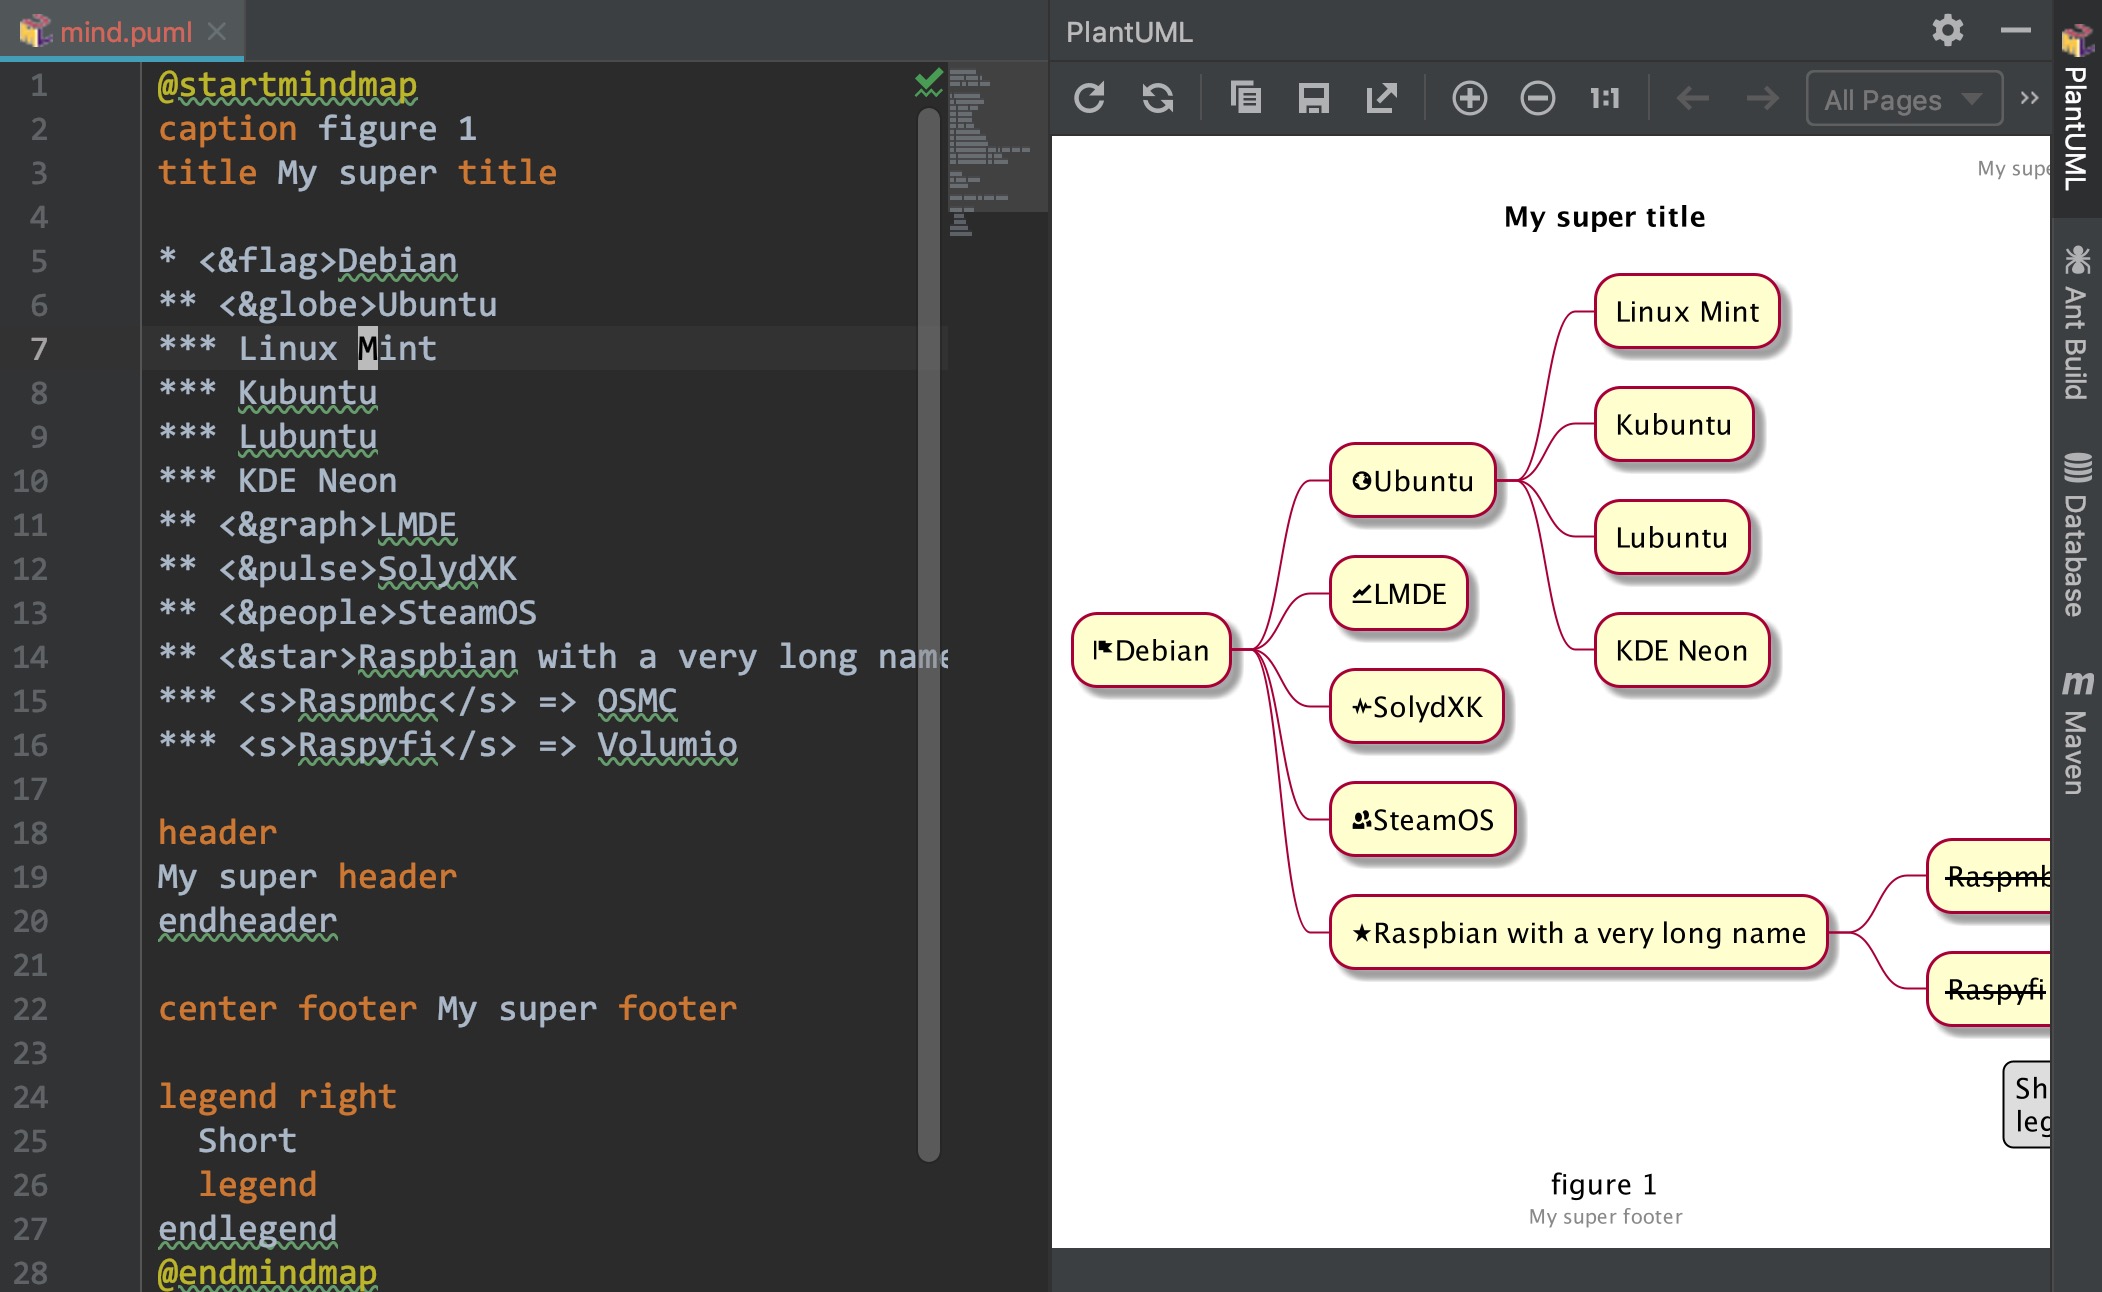 mind.puml
1 @startmindmap
2 caption figure 1
3 title My super title
4
5 * <&flag>Debian
6 ** <&globe>Ubuntu
7 *** Linux Mint
8 *** Kubuntu
9 *** Lubuntu
10 *** KDE Neon
11 ** <&graph>LMDE
12 ** <&pulse>SolydXK
13 ** <&people>SteamOS
14 ** <&star>Raspbian with a very long name
15 *** <s>Raspmbc</s> => OSMC
16 *** <s>Raspyfi</s> => Volumio
17
18 header
19 My super header
20 endheader
21
22 center footer My super footer
23
24 legend right
25   Short
26   legend
27 endlegend
28 @endmindmap
PlantUML
1:1
All Pages
My supe
My super title
Linux Mint
Kubuntu
Ubuntu
Lubuntu
LMDE
Debian
KDE Neon
SolydXK
SteamOS
Raspmb
Raspbian with a very long name
Raspyfi
Sh
leg
figure 1
My super footer
PlantUML
Ant Build
Database
m Maven